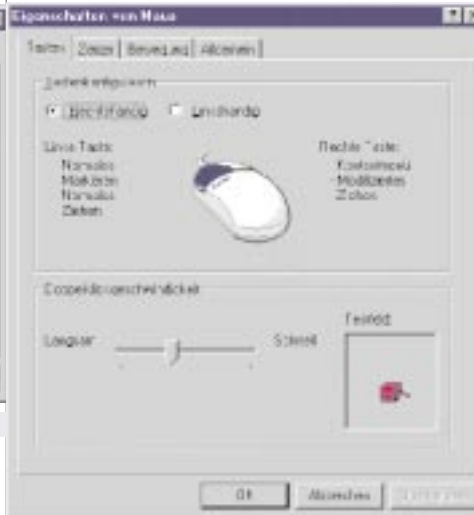 Eigenschaften von Maus
Tasten Zeiger Bewegung Allgemein
Tastenkonfiguration
Rechtshändig Linkshändig
Linke Taste: Rechte Taste:
Normales Kontextmenü
Markieren Modifiziertes
Normales Ziehen
Ziehen
Doppelklickgeschwindigkeit
Testfeld:
Langsam Schnell
OK Abbrechen